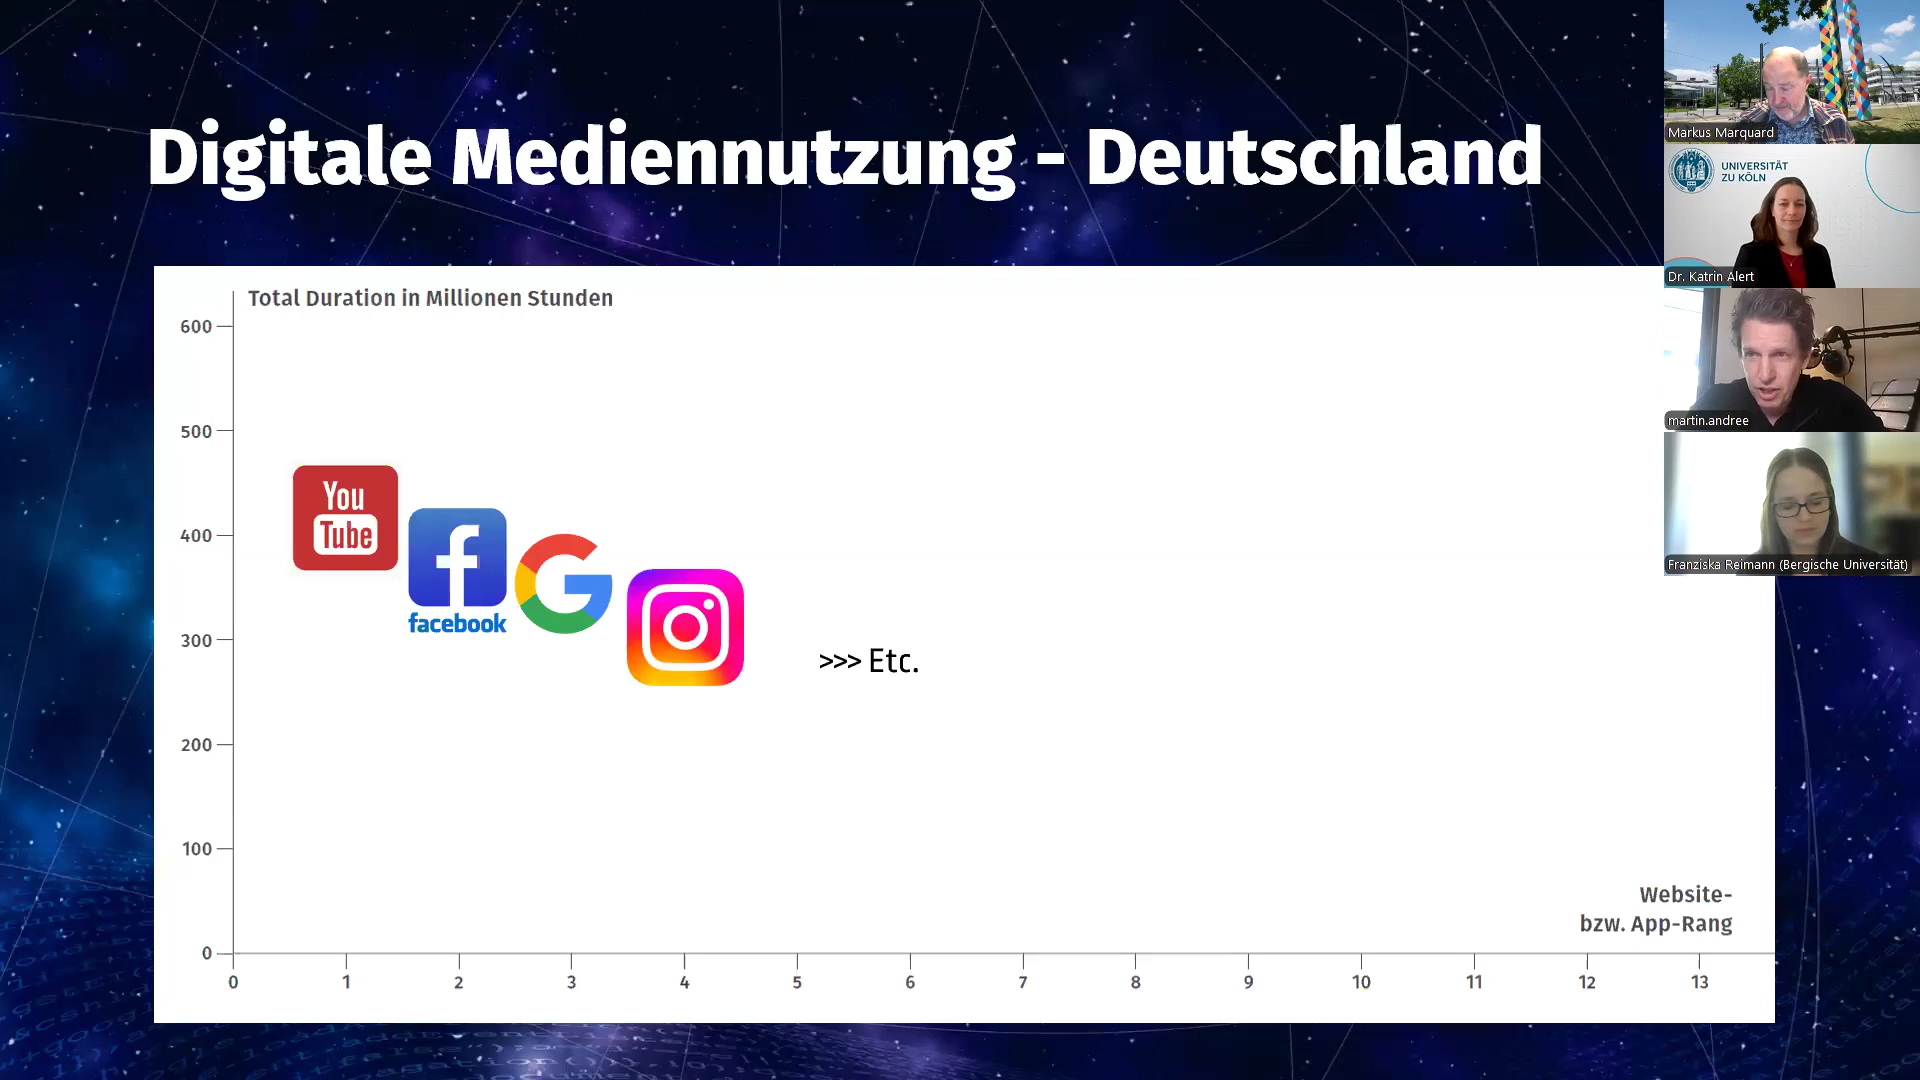 Digitale Mediennutzung - Deutschland
Total Duration in Millionen Stunden
600
500
400
300
200
100
0
You
Tube
facebook
>>> Etc.
Website-
bzw. App-Rang
0 1 2 3 4 5 6 7 8 9 10 11 12 13
Markus Marquard
UNIVERSITÄT
ZU KÖLN
Dr. Katrin Alert
martin.andree
Franziska Reimann (Bergische Universität)